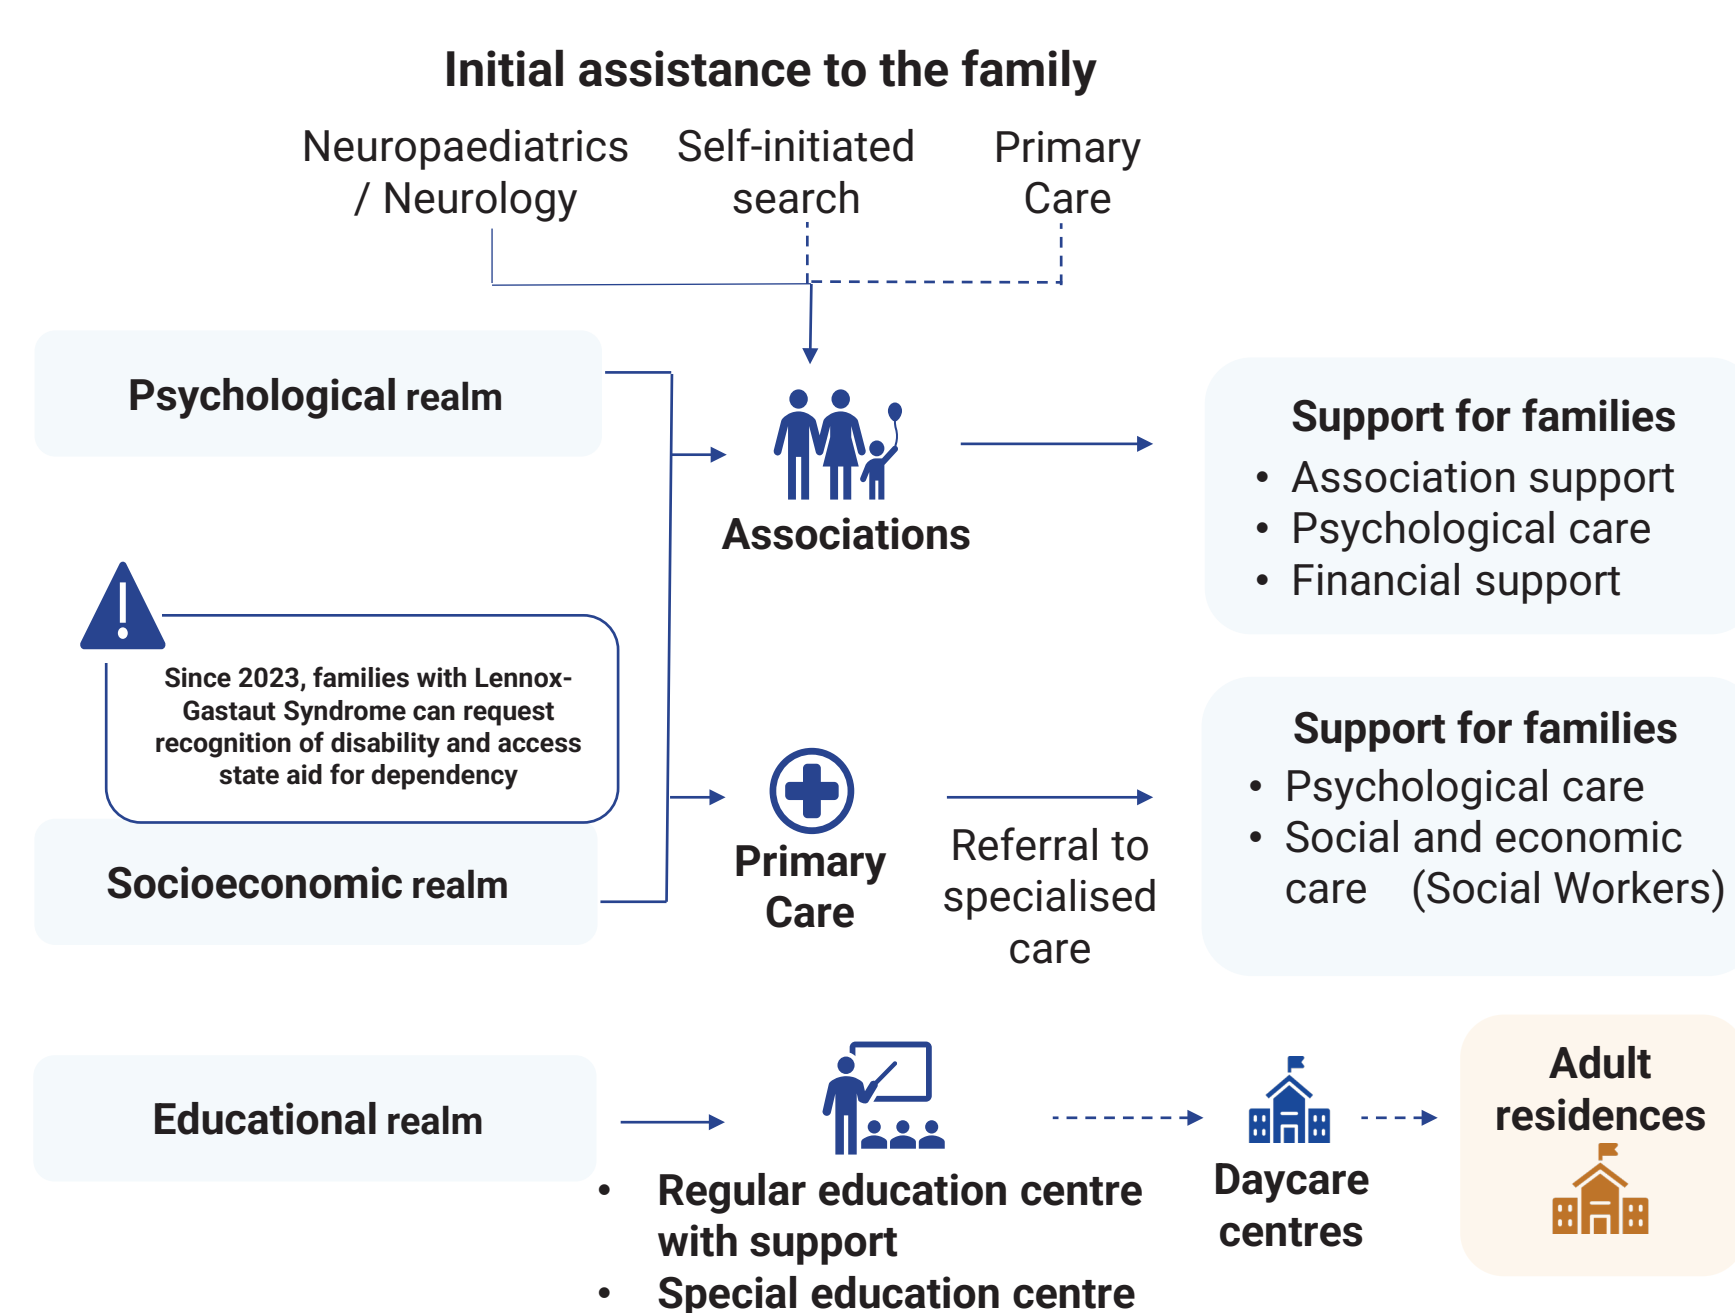 Initial assistance to the family
Neuropaediatrics
/ Neurology
Self-initiated
search
Primary
Care
Psychological realm
Associations
Support for families
• Association support
• Psychological care
• Financial support
Since 2023, families with Lennox-
Gastaut Syndrome can request
recognition of disability and access
state aid for dependency
Socioeconomic realm
Primary
Care
Referral to
specialised
care
Support for families
• Psychological care
• Social and economic
care (Social Workers)
Educational realm
• Regular education centre
with support
• Special education centre
Daycare
centres
Adult
residences